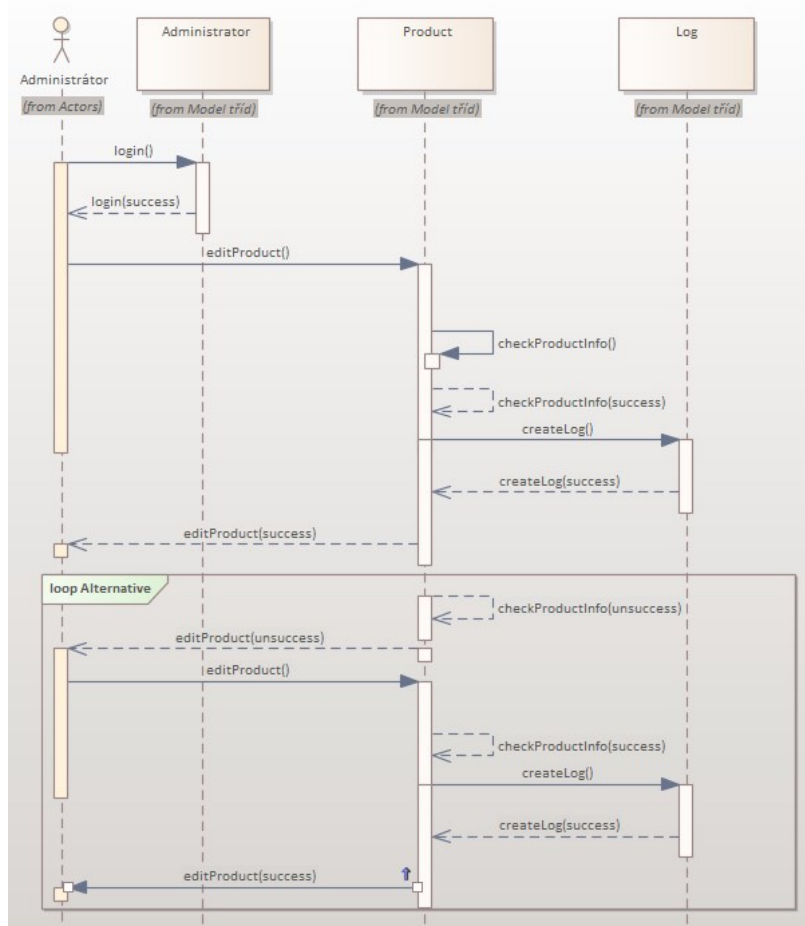 Administrator
Product
Log
Administrátor
(from Actors)
(from Model tříd)
(from Model tříd)
(from Model tříd)
login()
login(success)
editProduct()
checkProductInfo()
checkProductInfo(success)
createLog()
createLog(success)
editProduct(success)
loop Alternative
checkProductInfo(unsuccess)
editProduct(unsuccess)
editProduct()
checkProductInfo(success)
createLog()
createLog(success)
editProduct(success)